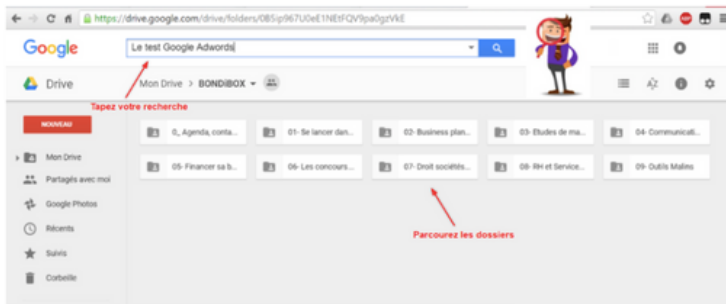 https://drive.google.com/drive/folders/
Google
Le test Google Adwords
Drive
Mon Drive > BONDiBOX
Tapez votre recherche
NOUVEAU
0_ Agenda, conta...
01- Se lancer dan...
02- Business plan...
03- Etudes de ma...
04- Communicati...
Mon Drive
05- Financer sa b...
06- Les concours...
07- Droit sociétés...
08- RH et Service...
09- Outils Malins
Partagés avec moi
Google Photos
Récents
Parcourez les dossiers
Suivis
Corbeille